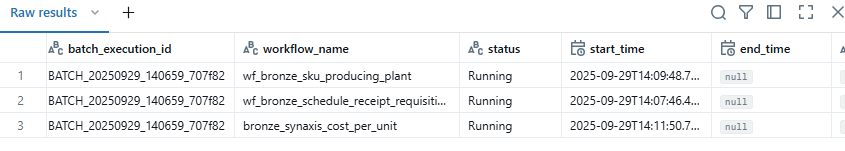 Raw results
batch_execution_id workflow_name status start_time end_time
1 BATCH_20250929_140659_707f82 wf_bronze_sku_producing_plant Running 2025-09-29T14:09:48.7... null
2 BATCH_20250929_140659_707f82 wf_bronze_schedule_receipt_requisiti... Running 2025-09-29T14:07:46.4... null
3 BATCH_20250929_140659_707f82 bronze_synaxis_cost_per_unit Running 2025-09-29T14:11:50.7... null